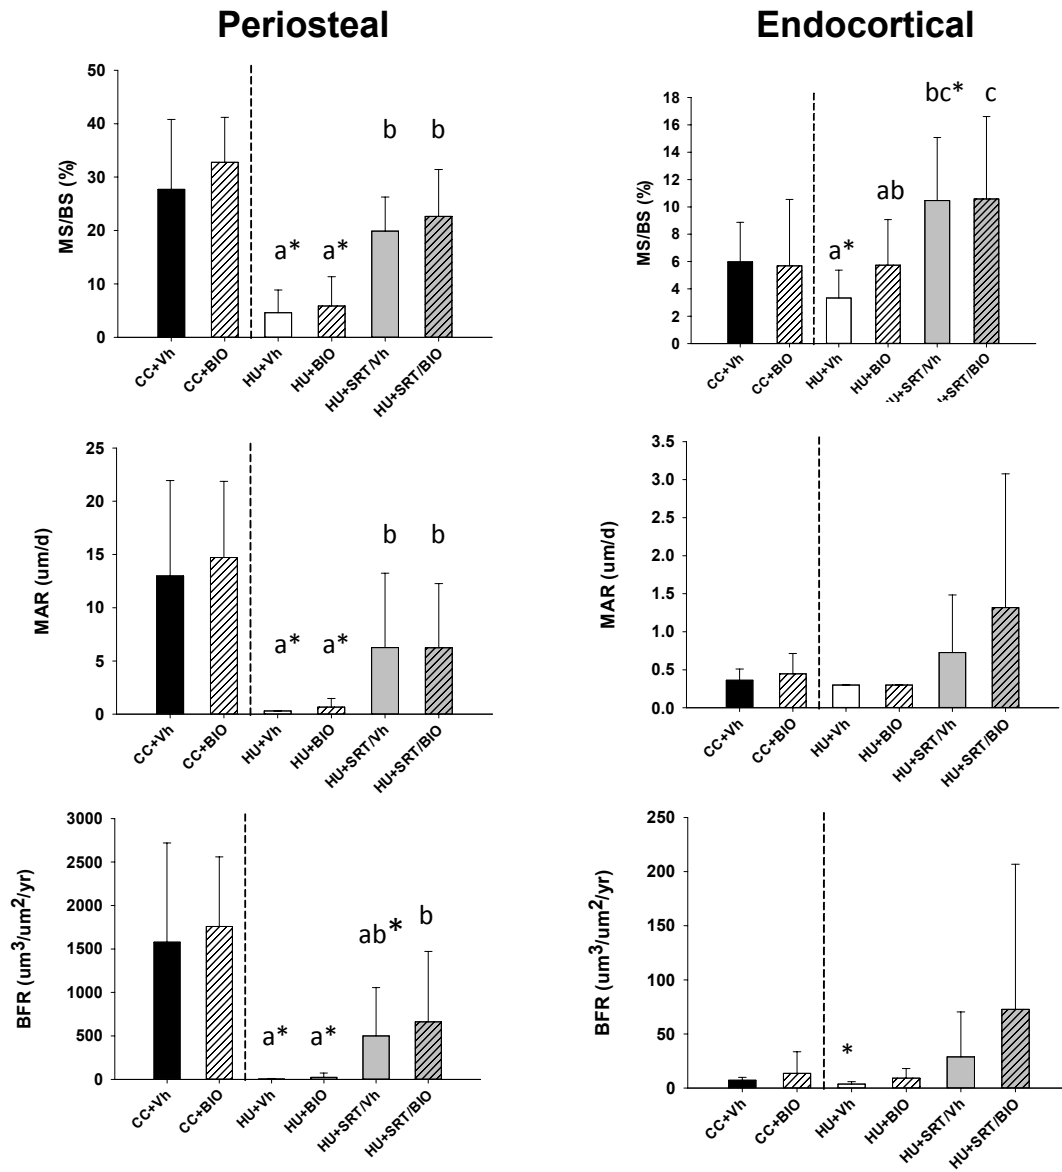 Periosteal
Endocortical
50
40
30
20
10
0
MS/BS (%)
a*
a*
b
b
CC+Vh
CC+BIO
HU+Vh
HU+BIO
HU+SRT/Vh
HU+SRT/BIO
18
16
14
12
10
8
6
4
2
0
MS/BS (%)
a*
ab
bc*
c
CC+Vh
CC+BIO
HU+Vh
HU+BIO
HU+SRT/Vh
U+SRT/BIO
25
20
15
10
5
0
MAR (um/d)
a*
a*
b
b
CC+Vh
CC+BIO
HU+Vh
HU+BIO
HU+SRT/Vh
HU+SRT/BIO
3.5
3.0
2.5
2.0
1.5
1.0
0.5
0.0
MAR (um/d)
CC+Vh
CC+BIO
HU+Vh
HU+BIO
HU+SRT/Vh
HU+SRT/BIO
3000
2500
2000
1500
1000
500
0
BFR (um³/um²/yr)
a*
a*
ab*
b
CC+Vh
CC+BIO
HU+Vh
HU+BIO
HU+SRT/Vh
HU+SRT/BIO
250
200
150
100
50
0
BFR (um³/um²/yr)
*
CC+Vh
CC+BIO
HU+Vh
HU+BIO
HU+SRT/Vh
HU+SRT/BIO